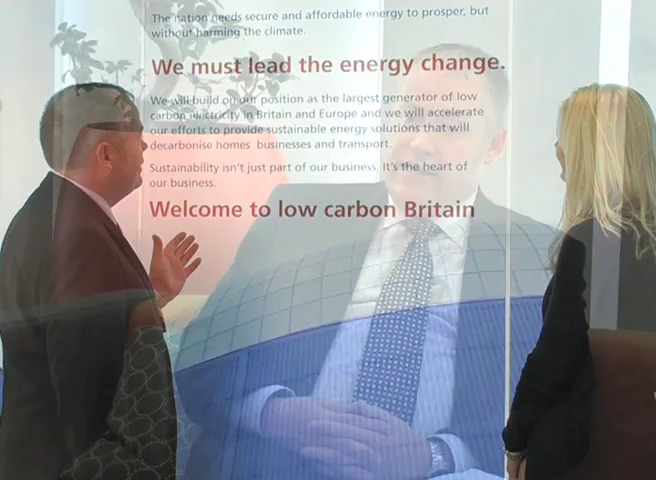 The nation needs secure and affordable energy to prosper, but
without harming the climate.
We must lead the energy change.
We will build on our position as the largest generator of low
carbon electricity in Britain and Europe and we will accelerate
our efforts to provide sustainable energy solutions that will
decarbonise homes businesses and transport.
Sustainability isn't just part of our business. It's the heart of
our business.
Welcome to low carbon Britain